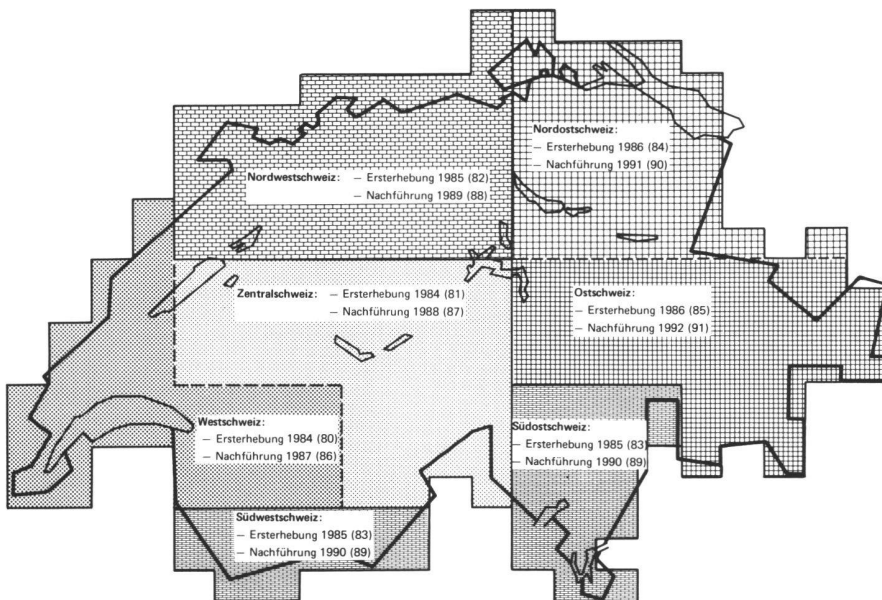 Nordostschweiz:
– Ersterhebung 1986 (84)
– Nachführung 1991 (90)
Nordwestschweiz: – Ersterhebung 1985 (82)
– Nachführung 1989 (88)
Zentralschweiz: – Ersterhebung 1984 (81)
– Nachführung 1988 (87)
Ostschweiz:
– Ersterhebung 1986 (85)
– Nachführung 1992 (91)
Westschweiz:
– Ersterhebung 1984 (80)
– Nachführung 1987 (86)
Südostschweiz:
– Ersterhebung 1985 (83)
– Nachführung 1990 (89)
Südwestschweiz:
– Ersterhebung 1985 (83)
– Nachführung 1990 (89)